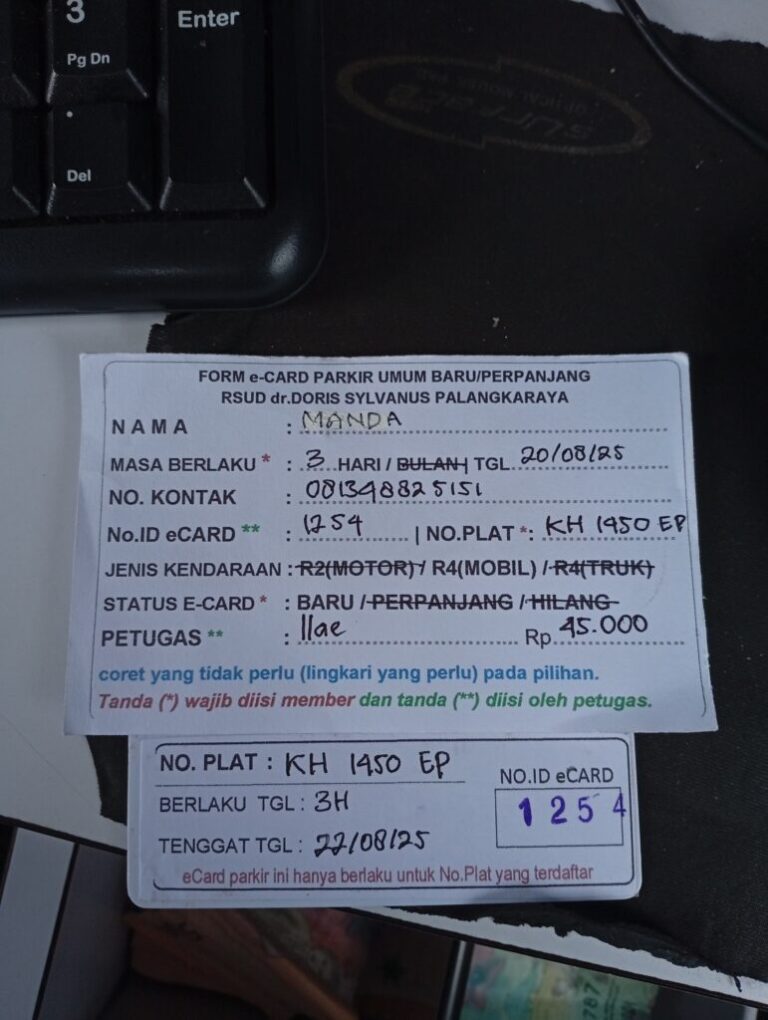 3
Enter
Pg Dn
.
Del
FORM e-CARD PARKIR UMUM BARU/PERPANJANG
RSUD dr.DORIS SYLVANUS PALANGKARAYA
NAMA : MANDA
MASA BERLAKU * : 3 HARI / BULAN | TGL. 20/08/25
NO. KONTAK : 081348825151
No.ID eCARD ** : 1254 | NO.PLAT *: KH 1450 EP
JENIS KENDARAAN : R2(MOTOR) / R4(MOBIL) / R4(TRUK)
STATUS E-CARD * : BARU / PERPANJANG / HILANG
PETUGAS ** : Ilae Rp. 45.000
coret yang tidak perlu (lingkari yang perlu) pada pilihan.
Tanda (*) wajib diisi member dan tanda (**) diisi oleh petugas.
NO. PLAT : KH 1450 EP
NO.ID eCARD
BERLAKU TGL : 3H
1254
TENGGAT TGL : 22/08/25
eCard parkir ini hanya berlaku untuk No.Plat yang terdaftar